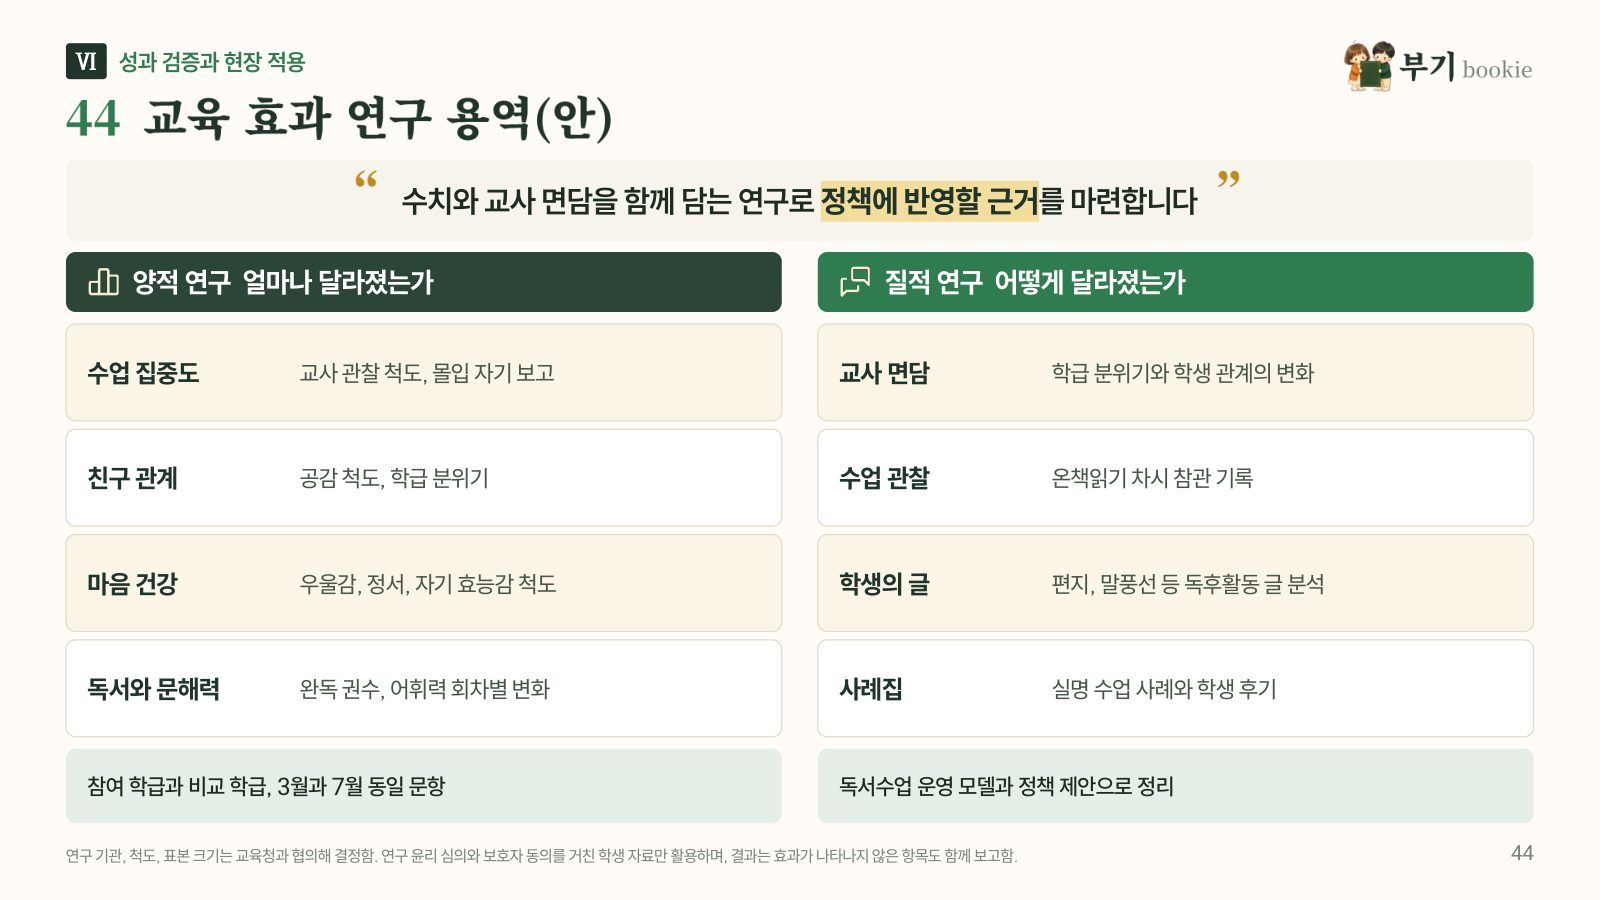 VI 성과 검증과 현장 적용
부기 bookie
44 교육 효과 연구 용역(안)
“ 수치와 교사 면담을 함께 담는 연구로 정책에 반영할 근거를 마련합니다 ”
양적 연구 얼마나 달라졌는가
수업 집중도 교사 관찰 척도, 몰입 자기 보고
친구 관계 공감 척도, 학급 분위기
마음 건강 우울감, 정서, 자기 효능감 척도
독서와 문해력 완독 권수, 어휘력 회차별 변화
참여 학급과 비교 학급, 3월과 7월 동일 문항
질적 연구 어떻게 달라졌는가
교사 면담 학급 분위기와 학생 관계의 변화
수업 관찰 온책읽기 차시 참관 기록
학생의 글 편지, 말풍선 등 독후활동 글 분석
사례집 실명 수업 사례와 학생 후기
독서수업 운영 모델과 정책 제안으로 정리
연구 기관, 척도, 표본 크기는 교육청과 협의해 결정함. 연구 윤리 심의와 보호자 동의를 거친 학생 자료만 활용하며, 결과는 효과가 나타나지 않은 항목도 함께 보고함.
44